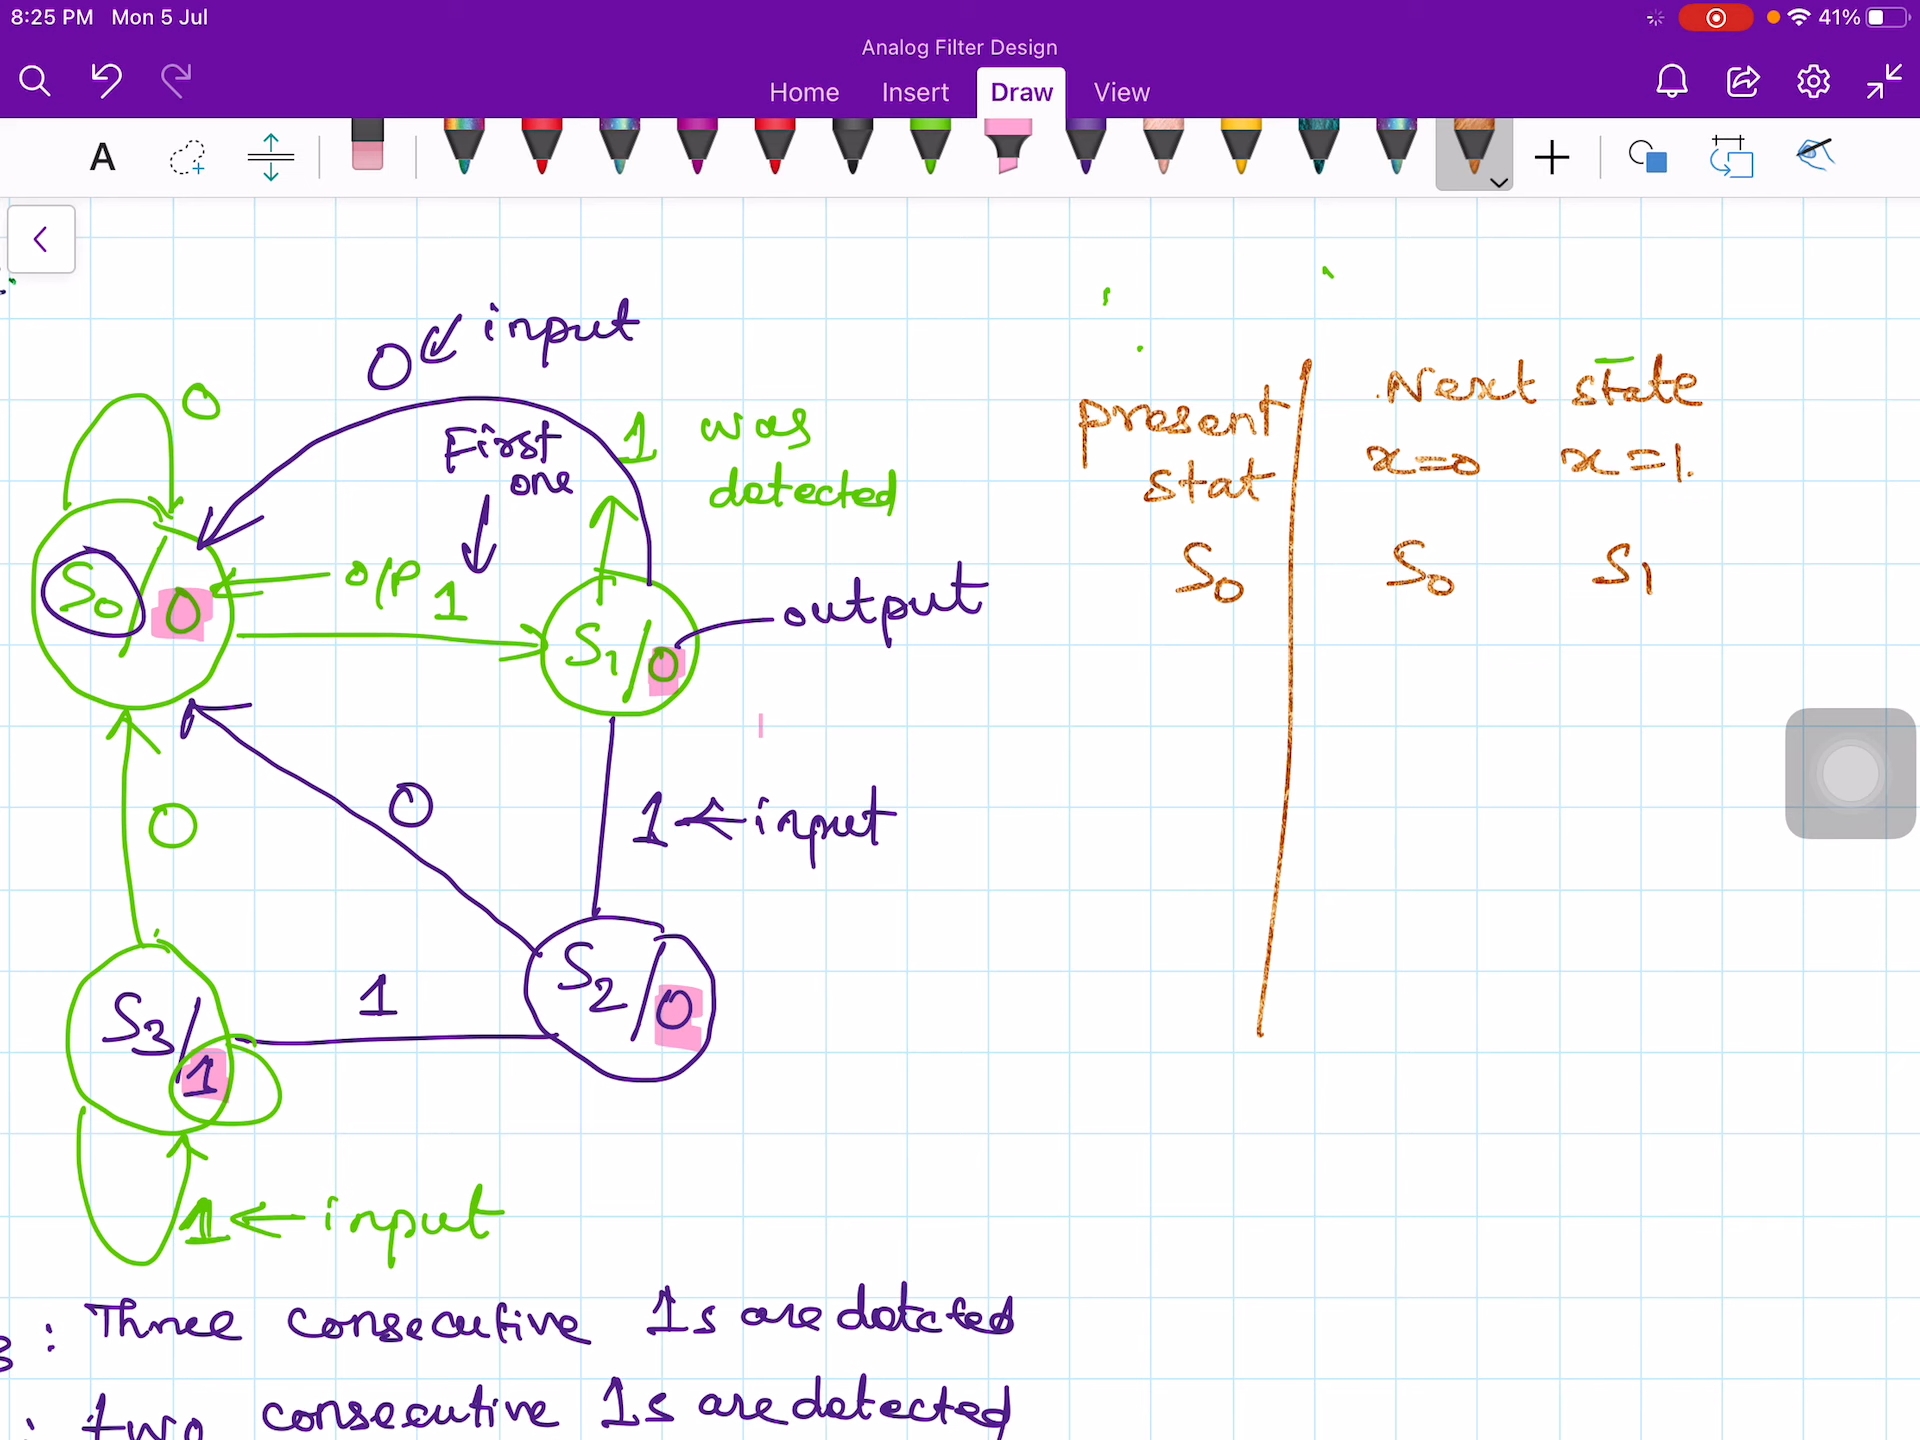 8:25 PM Mon 5 Jul
41%
Analog Filter Design
Home Insert Draw View
A
0 input
0
First
one
1 was
detected
present
stat
Next state
x=0 x=1.
S0 S0 S1
S0/0
O/P
1
S1/0
output
0
0
1 ← input
S2/0
1
S3/1
1 ← input
3 : Three consecutive 1s are detcted
: two consecutive 1s are detected